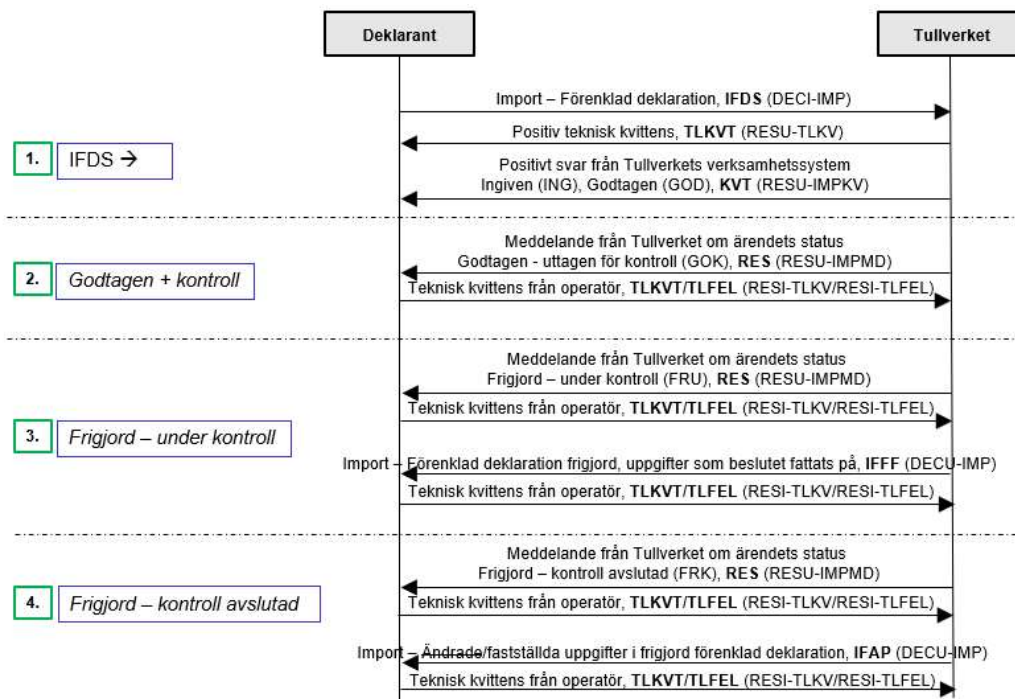 Deklarant
Tullverket
Import – Förenklad deklaration, IFDS (DECI-IMP)
Positiv teknisk kvittens, TLKVT (RESU-TLKV)
1.
IFDS →
Positivt svar från Tullverkets verksamhetssystem
Ingiven (ING), Godtagen (GOD), KVT (RESU-IMPKV)
Meddelande från Tullverket om ärendets status
2.
Godtagen + kontroll
Godtagen - uttagen för kontroll (GOK), RES (RESU-IMPMD)
Teknisk kvittens från operatör, TLKVT/TLFEL (RESI-TLKV/RESI-TLFEL)
Meddelande från Tullverket om ärendets status
Frigjord – under kontroll (FRU), RES (RESU-IMPMD)
Teknisk kvittens från operatör, TLKVT/TLFEL (RESI-TLKV/RESI-TLFEL)
3.
Frigjord – under kontroll
Import – Förenklad deklaration frigjord, uppgifter som beslutet fattats på, IFFF (DECU-IMP)
Teknisk kvittens från operatör, TLKVT/TLFEL (RESI-TLKV/RESI-TLFEL)
Meddelande från Tullverket om ärendets status
Frigjord – kontroll avslutad (FRK), RES (RESU-IMPMD)
4.
Frigjord – kontroll avslutad
Teknisk kvittens från operatör, TLKVT/TLFEL (RESI-TLKV/RESI-TLFEL)
Import – Ändrade/fastställda uppgifter i frigjord förenklad deklaration, IFAP (DECU-IMP)
Teknisk kvittens från operatör, TLKVT/TLFEL (RESI-TLKV/RESI-TLFEL)